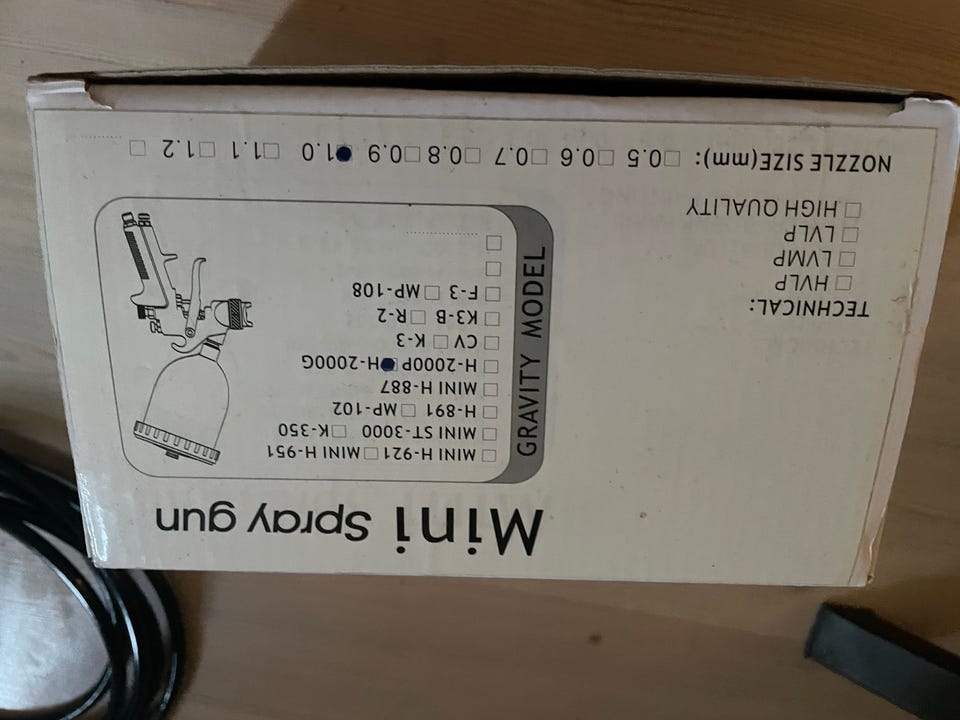 Mini Spray gun
GRAVITY MODEL
□ MINI H-921 □ MINI H-951
□ MINI ST-3000 □ K-350
□ H-891 □ MP-102
□ MINI H-887
□ H-2000P ● H-2000G
□ CV □ K-3
□ K3-B □ R-2
□ F-3 □ MP-108
□
□ ....................
TECHNICAL:
□ HVLP
□ LVMP
□ LVLP
□ HIGH QUALITY
NOZZLE SIZE(mm): □0.5 □0.6 □0.7 □0.8 □0.9 ●1.0 □1.1 □1.2 □ ............